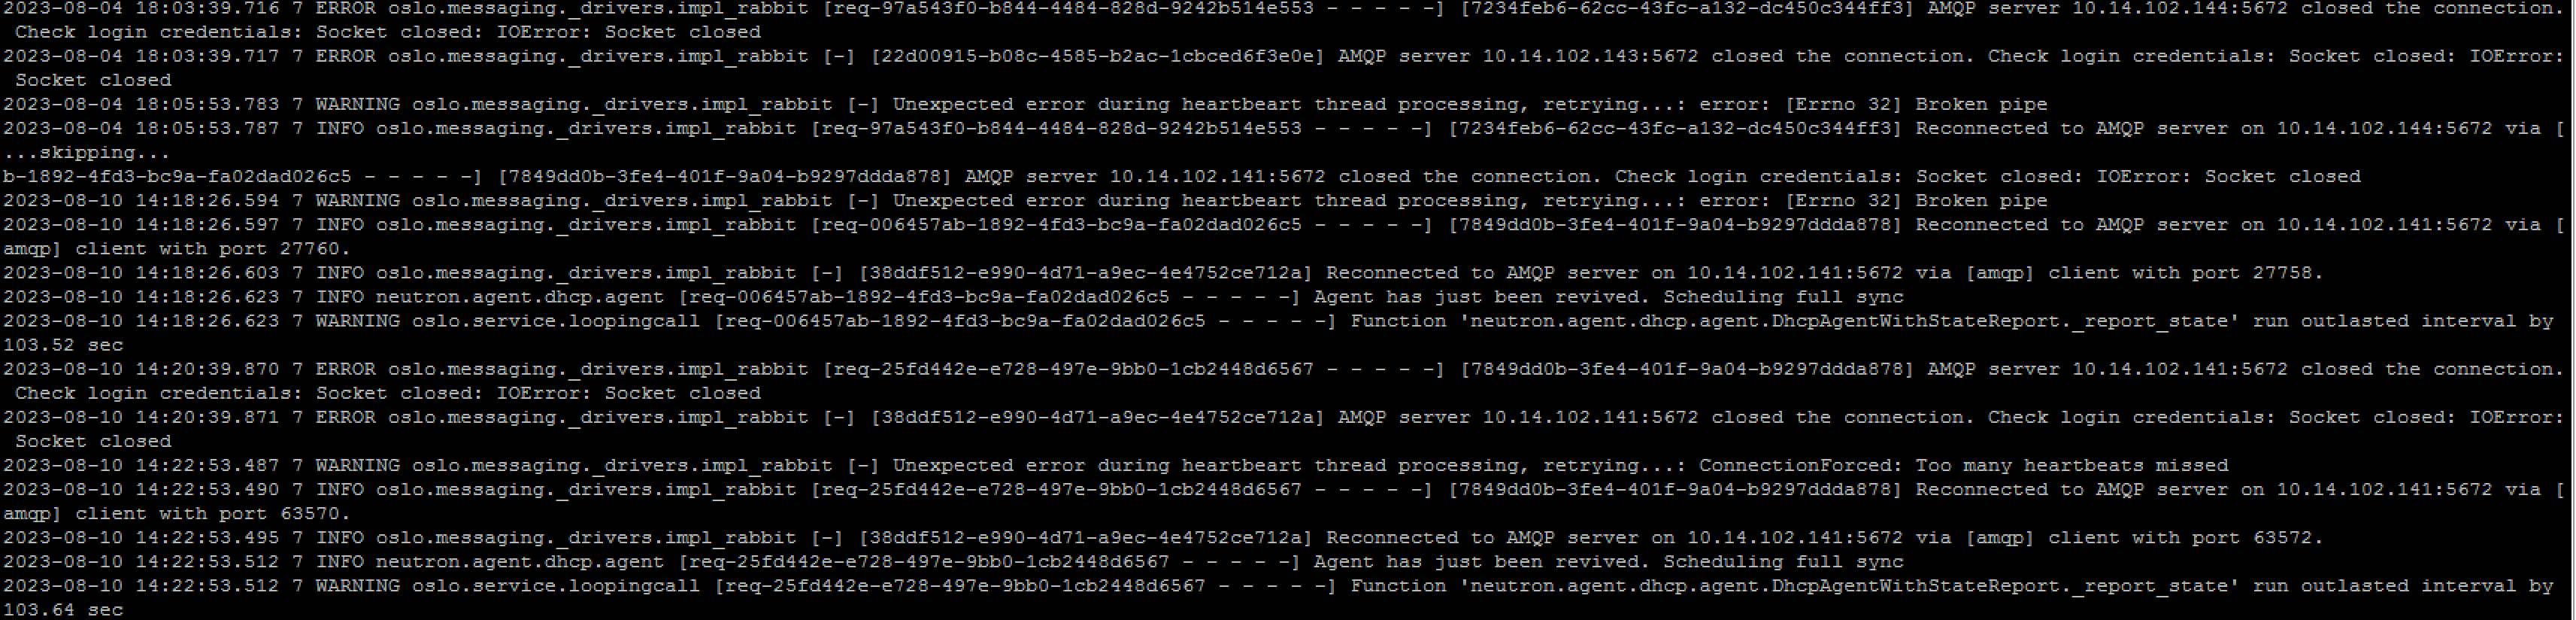 2023-08-04 18:03:39.716 7 ERROR oslo.messaging._drivers.impl_rabbit [req-97a543f0-b844-4484-828d-9242b514e553 - - - - -] [7234feb6-62cc-43fc-a132-dc450c344ff3] AMQP server 10.14.102.144:5672 closed the connection.
 Check login credentials: Socket closed: IOError: Socket closed
2023-08-04 18:03:39.717 7 ERROR oslo.messaging._drivers.impl_rabbit [-] [22d00915-b08c-4585-b2ac-1cbced6f3e0e] AMQP server 10.14.102.143:5672 closed the connection. Check login credentials: Socket closed: IOError:
 Socket closed
2023-08-04 18:05:53.783 7 WARNING oslo.messaging._drivers.impl_rabbit [-] Unexpected error during heartbeart thread processing, retrying...: error: [Errno 32] Broken pipe
2023-08-04 18:05:53.787 7 INFO oslo.messaging._drivers.impl_rabbit [req-97a543f0-b844-4484-828d-9242b514e553 - - - - -] [7234feb6-62cc-43fc-a132-dc450c344ff3] Reconnected to AMQP server on 10.14.102.144:5672 via [
...skipping...
b-1892-4fd3-bc9a-fa02dad026c5 - - - - -] [7849dd0b-3fe4-401f-9a04-b9297ddda878] AMQP server 10.14.102.141:5672 closed the connection. Check login credentials: Socket closed: IOError: Socket closed
2023-08-10 14:18:26.594 7 WARNING oslo.messaging._drivers.impl_rabbit [-] Unexpected error during heartbeart thread processing, retrying...: error: [Errno 32] Broken pipe
2023-08-10 14:18:26.597 7 INFO oslo.messaging._drivers.impl_rabbit [req-006457ab-1892-4fd3-bc9a-fa02dad026c5 - - - - -] [7849dd0b-3fe4-401f-9a04-b9297ddda878] Reconnected to AMQP server on 10.14.102.141:5672 via [
amqp] client with port 27760.
2023-08-10 14:18:26.603 7 INFO oslo.messaging._drivers.impl_rabbit [-] [38ddf512-e990-4d71-a9ec-4e4752ce712a] Reconnected to AMQP server on 10.14.102.141:5672 via [amqp] client with port 27758.
2023-08-10 14:18:26.623 7 INFO neutron.agent.dhcp.agent [req-006457ab-1892-4fd3-bc9a-fa02dad026c5 - - - - -] Agent has just been revived. Scheduling full sync
2023-08-10 14:18:26.623 7 WARNING oslo.service.loopingcall [req-006457ab-1892-4fd3-bc9a-fa02dad026c5 - - - - -] Function 'neutron.agent.dhcp.agent.DhcpAgentWithStateReport._report_state' run outlasted interval by
103.52 sec
2023-08-10 14:20:39.870 7 ERROR oslo.messaging._drivers.impl_rabbit [req-25fd442e-e728-497e-9bb0-1cb2448d6567 - - - - -] [7849dd0b-3fe4-401f-9a04-b9297ddda878] AMQP server 10.14.102.141:5672 closed the connection.
 Check login credentials: Socket closed: IOError: Socket closed
2023-08-10 14:20:39.871 7 ERROR oslo.messaging._drivers.impl_rabbit [-] [38ddf512-e990-4d71-a9ec-4e4752ce712a] AMQP server 10.14.102.141:5672 closed the connection. Check login credentials: Socket closed: IOError:
 Socket closed
2023-08-10 14:22:53.487 7 WARNING oslo.messaging._drivers.impl_rabbit [-] Unexpected error during heartbeart thread processing, retrying...: ConnectionForced: Too many heartbeats missed
2023-08-10 14:22:53.490 7 INFO oslo.messaging._drivers.impl_rabbit [req-25fd442e-e728-497e-9bb0-1cb2448d6567 - - - - -] [7849dd0b-3fe4-401f-9a04-b9297ddda878] Reconnected to AMQP server on 10.14.102.141:5672 via [
amqp] client with port 63570.
2023-08-10 14:22:53.495 7 INFO oslo.messaging._drivers.impl_rabbit [-] [38ddf512-e990-4d71-a9ec-4e4752ce712a] Reconnected to AMQP server on 10.14.102.141:5672 via [amqp] client with port 63572.
2023-08-10 14:22:53.512 7 INFO neutron.agent.dhcp.agent [req-25fd442e-e728-497e-9bb0-1cb2448d6567 - - - - -] Agent has just been revived. Scheduling full sync
2023-08-10 14:22:53.512 7 WARNING oslo.service.loopingcall [req-25fd442e-e728-497e-9bb0-1cb2448d6567 - - - - -] Function 'neutron.agent.dhcp.agent.DhcpAgentWithStateReport._report_state' run outlasted interval by
103.64 sec